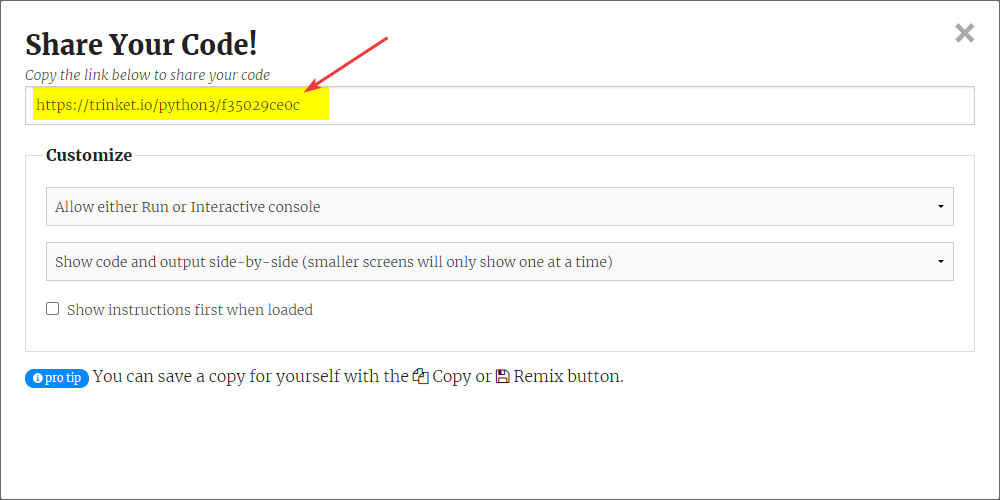 Share Your Code!
Copy the link below to share your code
https://trinket.io/python3/f35029ce0c
Customize
Allow either Run or Interactive console
Show code and output side-by-side (smaller screens will only show one at a time)
Show instructions first when loaded
pro tip You can save a copy for yourself with the Copy or Remix button.